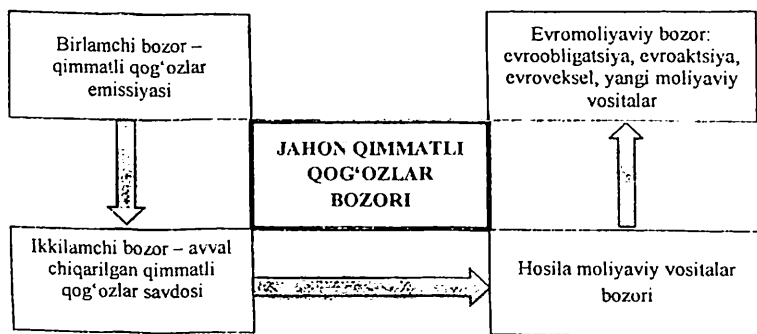 Birlamchi bozor –
qimmatli qog‘ozlar
emissiyasi
Evromoliyaviy bozor:
evroobligatsiya, evroaktsiya,
evroveksel, yangi moliyaviy
vositalar
JAHON QIMMATLI
QOG‘OZLAR
BOZORI
Ikkilamchi bozor – avval
chiqarilgan qimmatli
qog‘ozlar savdosi
Hosila moliyaviy vositalar
bozori